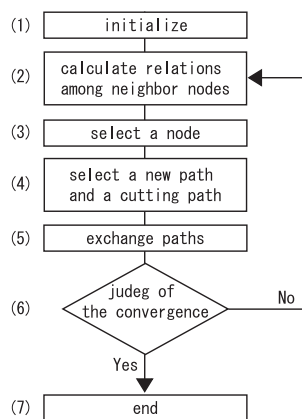 (1) initialize
(2) calculate relations
among neighbor nodes
(3) select a node
(4) select a new path
and a cutting path
(5) exchange paths
(6) judeg of
the convergence
No
Yes
(7) end